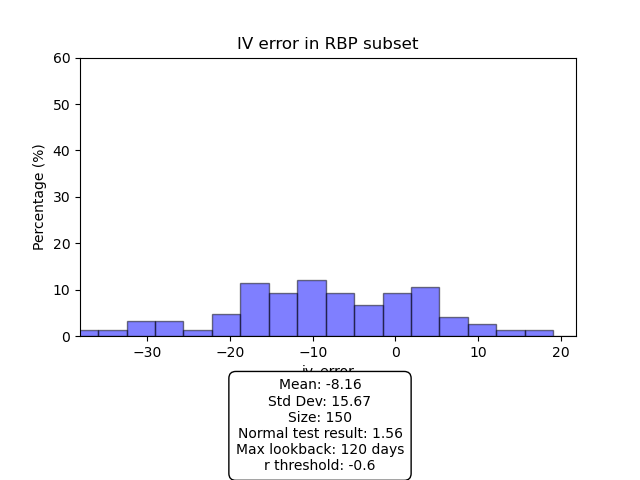 IV error in RBP subset
60
50
40
30
20
10
0
Percentage (%)
−30
−20
−10
0
10
20
iv_error
Mean: -8.16
Std Dev: 15.67
Size: 150
Normal test result: 1.56
Max lookback: 120 days
r threshold: -0.6